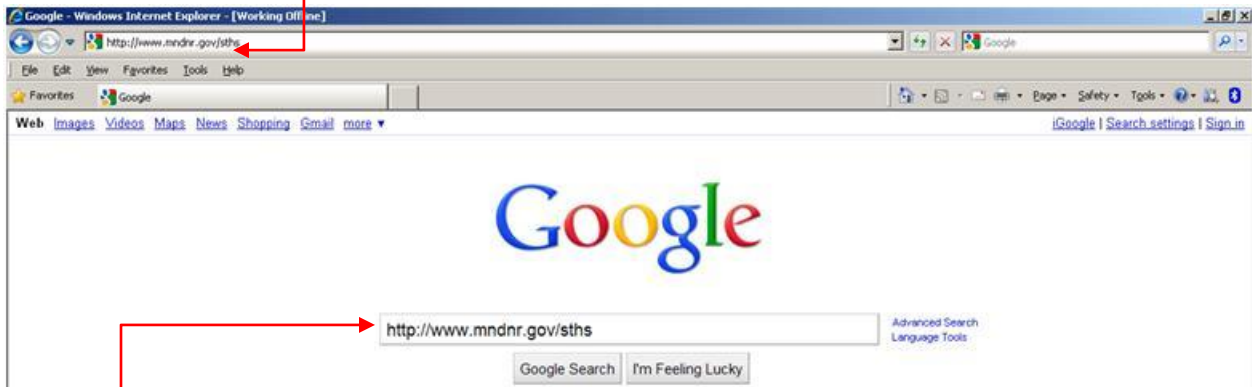 Google - Windows Internet Explorer - [Working Offline]
http://www.mndnr.gov/sths Google
File Edit View Favorites Tools Help
Favorites Google Page Safety Tools
Web Images Videos Maps News Shopping Gmail more iGoogle | Search settings | Sign in
Google
http://www.mndnr.gov/sths Advanced Search
Language Tools
Google Search I'm Feeling Lucky